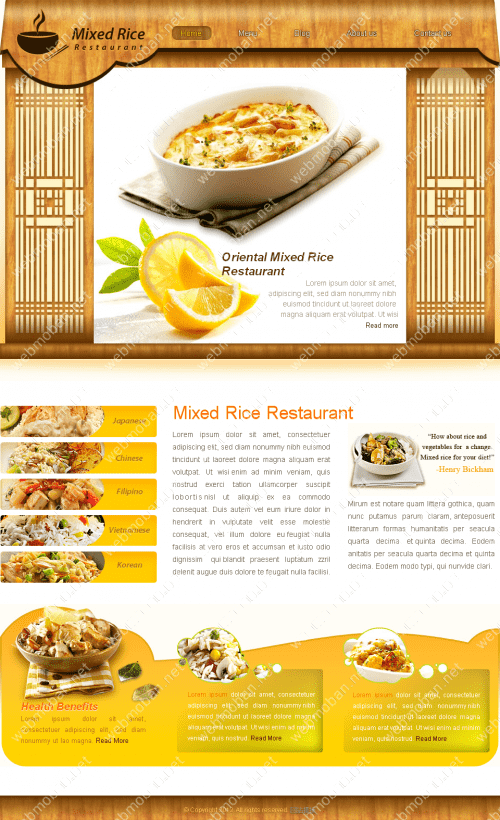 Mixed Rice
Restaurant
Home
Menu
Blog
About us
Contact us
Oriental Mixed Rice
Restaurant
Lorem ipsum dolor sit amet,
adipiscing elit, sed diam nonummy nibh
euismod tincidunt ut laoreet dolore
magna aliquam erat volutpat. Ut wisi
Read more
Japanese
Chinese
Filipino
Vietnamese
Korean
Mixed Rice Restaurant
Lorem ipsum dolor sit amet, consectetuer
adipiscing elit, sed diam nonummy nibh euismod
tincidunt ut laoreet dolore magna aliquam erat
volutpat. Ut wisi enim ad minim veniam, quis
nostrud exerci tation ullamcorper suscipit
lobortis nisl ut aliquip ex ea commodo
consequat. Duis autem vel eum iriure dolor in
hendrerit in vulputate velit esse molestie
consequat, vel illum dolore eu feugiat nulla
facilisis at vero eros et accumsan et iusto odio
dignissim qui blandit praesent luptatum zzril
delenit augue duis dolore te feugait nulla facilisi.
“How about rice and
vegetables for a change.
Mixed rice for your diet!”
-Henry Bickham
Mirum est notare quam littera gothica, quam
nunc putamus parum claram, anteposuerit
litterarum formas humanitatis per seacula
quarta decima et quinta decima. Eodem
anitatis per seacula quarta decima et quinta
decima. Eodem modo typi, qui nunvide clari.
Health Benefits
Lorem ipsum dolor sit amet,
consectetuer adipiscing elit, sed diam
nonummy nut lao magna. Read More
Lorem ipsum dolor sit amet, consectetuer
adipiscing elit, sed diam nonummy nibh
euismod tincidunt ut laoreet dolore magna
aliquam erat volutpat. Ut wisi enim ad minim
veniam, quis nostrud. Read More
Lorem ipsum dolor sit amet, consectetuer
adipiscing elit, sed diam nonummy nibh
euismod tincidunt ut laoreet dolore magna
aliquam erat volutpat. Ut wisi enim ad minim
veniam, quis nostrud. Read More
© Copyright All rights reserved.
webmoban.net